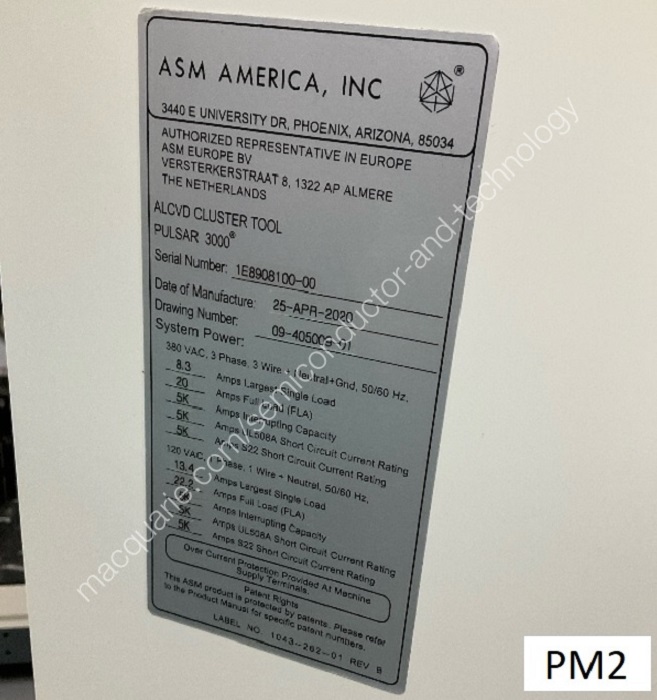 ASM AMERICA, INC ®
3440 E UNIVERSITY DR, PHOENIX, ARIZONA, 85034
AUTHORIZED REPRESENTATIVE IN EUROPE
ASM EUROPE BV
VERSTERKERSTRAAT 8, 1322 AP ALMERE
THE NETHERLANDS
ALCVD CLUSTER TOOL
PULSAR 3000®
Serial Number: 1E8908100-00
Date of Manufacture: 25-APR-2020
Drawing Number:
System Power:
380 VAC, 3 Phase, 3 Wire + Neutral+Gnd, 50/60 Hz,
8.3 Amps Largest Single Load
20 Amps Full Load (FLA)
5K Amps Interrupting Capacity
5K Amps UL508A Short Circuit Current Rating
5K Amps S22 Short Circuit Current Rating
120 VAC, Phase, 1 Wire + Neutral, 50/60 Hz,
13.4 Amps Largest Single Load
22.2 Amps Full Load (FLA)
Amps Interrupting Capacity
5K Amps UL508A Short Circuit Current Rating
5K Amps S22 Short Circuit Current Rating
Over Current Protection Provided At Machine
Supply Terminals.
Patent Rights
This ASM product is protected by patents. Please refer
to the Product Manual for specific patent numbers.
LABEL NO. 1043-262-01 REV B
macquarie.com/semiconductor-and-technology
PM2